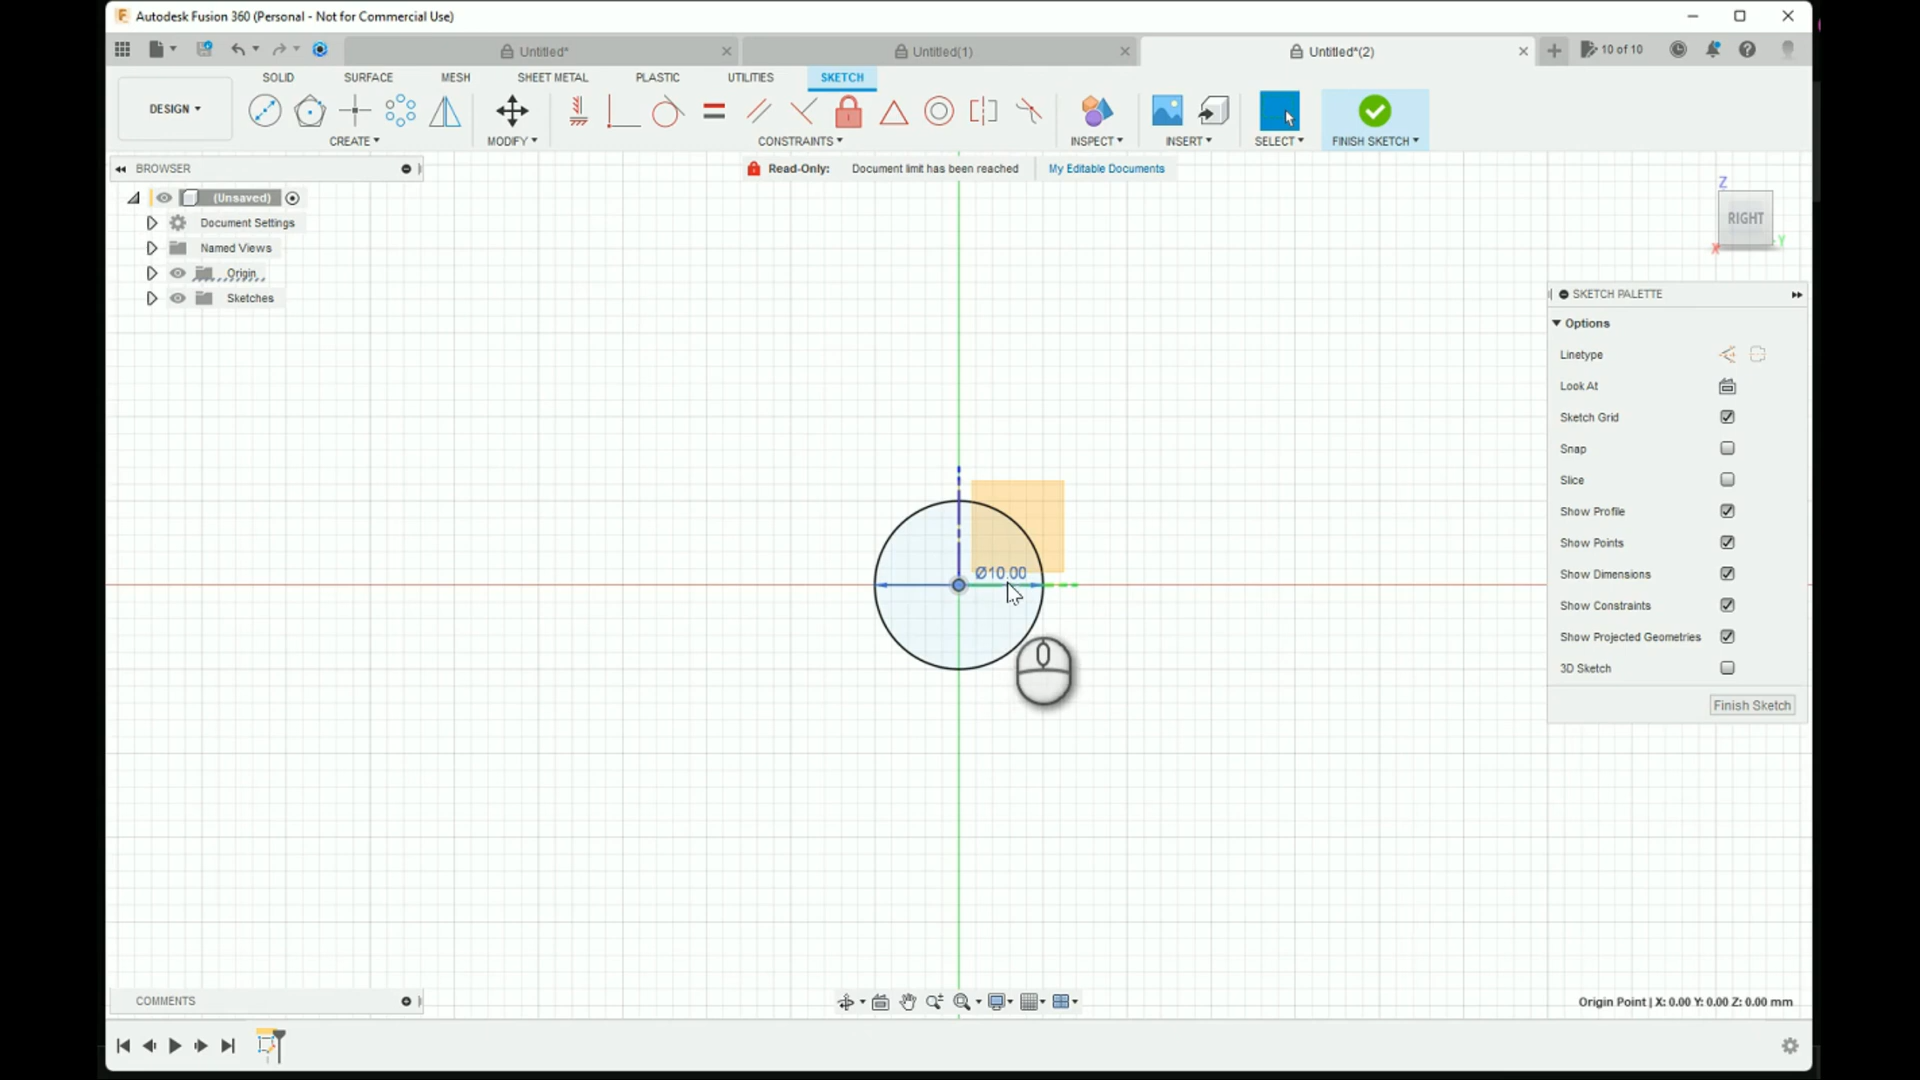 Autodesk Fusion 360 (Personal - Not for Commercial Use)
Untitled*
Untitled(1)
Untitled*(2)
10 of 10
SOLID
SURFACE
MESH
SHEET METAL
PLASTIC
UTILITIES
SKETCH
DESIGN
CREATE
MODIFY
CONSTRAINTS
INSPECT
INSERT
SELECT
FINISH SKETCH
BROWSER
Read-Only: Document limit has been reached
My Editable Documents
(Unsaved)
Document Settings
Named Views
Origin
Sketches
Z
RIGHT
X
Y
SKETCH PALETTE
Options
Linetype
Look At
Sketch Grid
Snap
Slice
Show Profile
Show Points
Show Dimensions
Show Constraints
Show Projected Geometries
3D Sketch
Finish Sketch
Ø10.00
COMMENTS
Origin Point | X: 0.00 Y: 0.00 Z: 0.00 mm